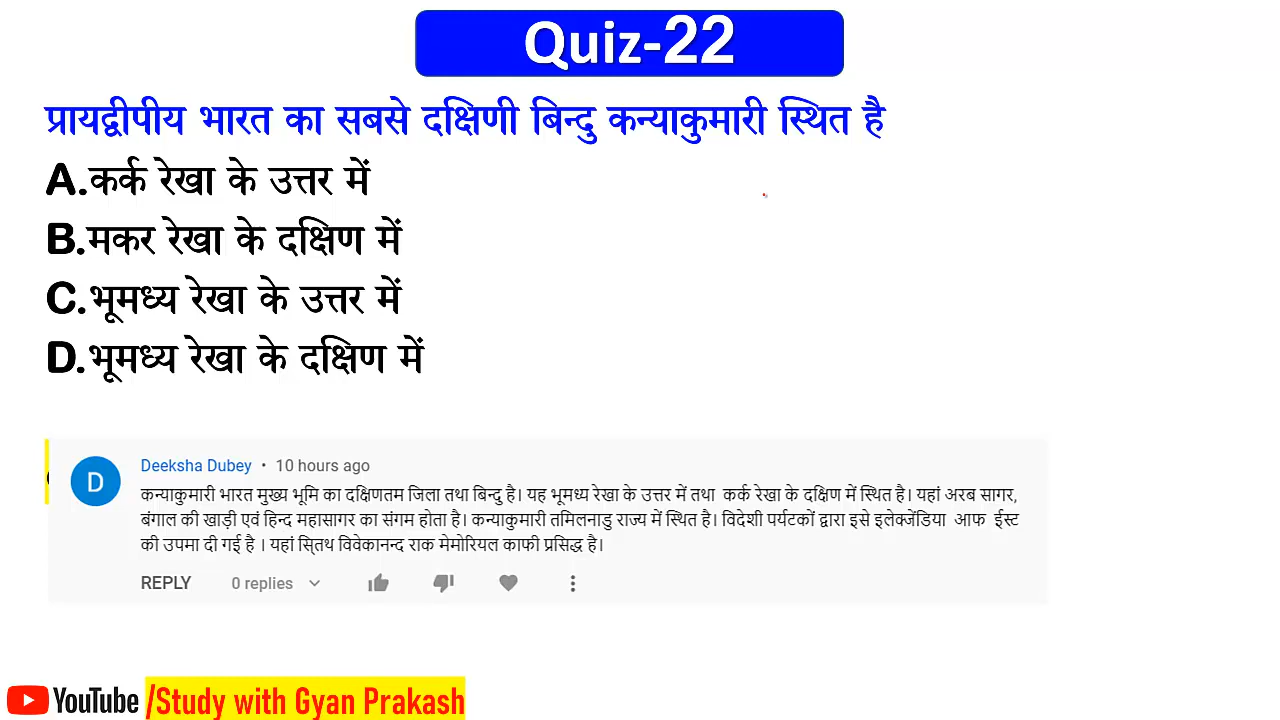 Quiz-22
प्रायद्वीपीय भारत का सबसे दक्षिणी बिन्दु कन्याकुमारी स्थित है
A.कर्क रेखा के उत्तर में
B.मकर रेखा के दक्षिण में
C.भूमध्य रेखा के उत्तर में
D.भूमध्य रेखा के दक्षिण में
D
Deeksha Dubey • 10 hours ago
कन्याकुमारी भारत मुख्य भूमि का दक्षिणतम जिला तथा बिन्दु है। यह भूमध्य रेखा के उत्तर में तथा कर्क रेखा के दक्षिण में स्थित है। यहां अरब सागर,
बंगाल की खाड़ी एवं हिन्द महासागर का संगम होता है। कन्याकुमारी तमिलनाडु राज्य में स्थित है। विदेशी पर्यटकों द्वारा इसे इलेक्जेंडिया आफ ईस्ट
की उपमा दी गई है । यहां सि्तथ विवेकानन्द राक मेमोरियल काफी प्रसिद्ध है।
REPLY 0 replies
YouTube /Study with Gyan Prakash